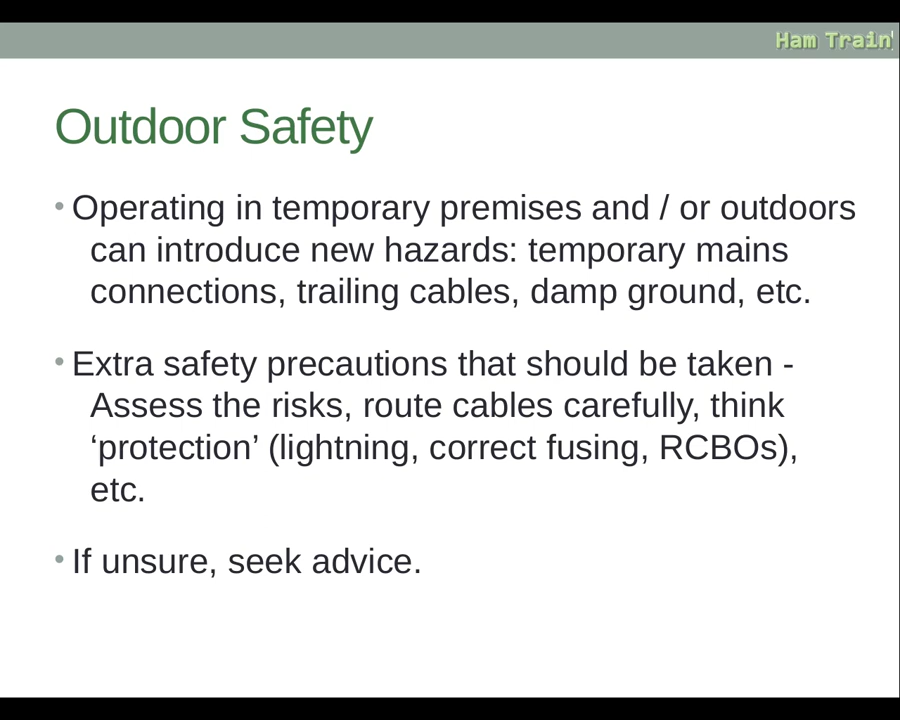 Ham Train
Outdoor Safety
• Operating in temporary premises and / or outdoors
can introduce new hazards: temporary mains
connections, trailing cables, damp ground, etc.
• Extra safety precautions that should be taken -
Assess the risks, route cables carefully, think
‘protection’ (lightning, correct fusing, RCBOs),
etc.
• If unsure, seek advice.